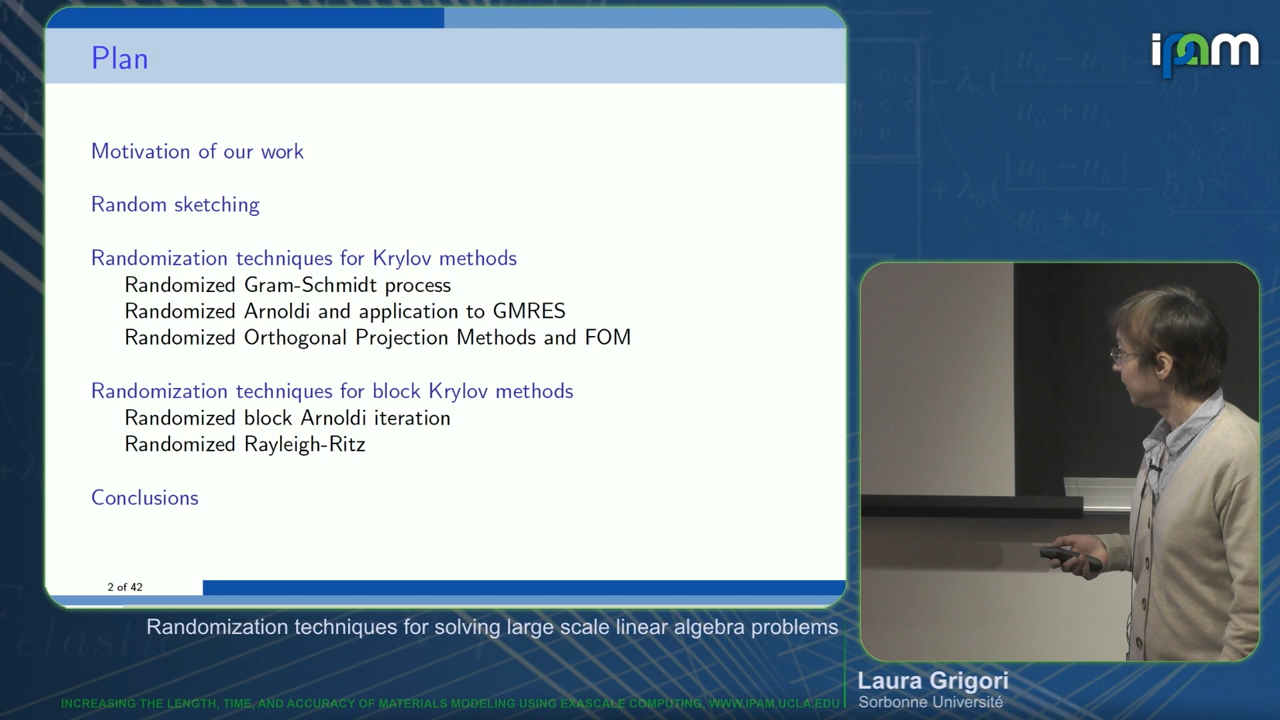 Plan
ipam
Motivation of our work
Random sketching
Randomization techniques for Krylov methods
Randomized Gram-Schmidt process
Randomized Arnoldi and application to GMRES
Randomized Orthogonal Projection Methods and FOM
Randomization techniques for block Krylov methods
Randomized block Arnoldi iteration
Randomized Rayleigh-Ritz
Conclusions
2 of 42
Randomization techniques for solving large scale linear algebra problems
Laura Grigori
Sorbonne Université
INCREASING THE LENGTH, TIME, AND ACCURACY OF MATERIALS MODELING USING EXASCALE COMPUTING, WWW.IPAM.UCLA.EDU